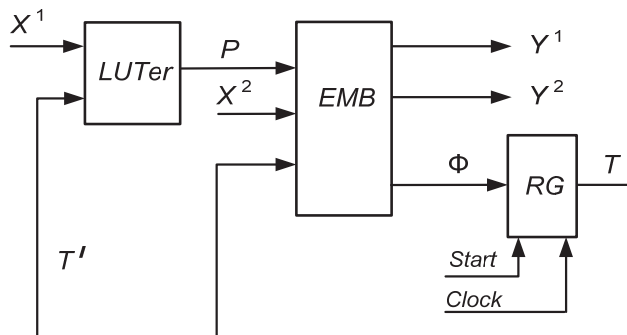 X¹
LUTer
P
X²
EMB
Y¹
Y²
Φ
RG
T
T′
Start
Clock